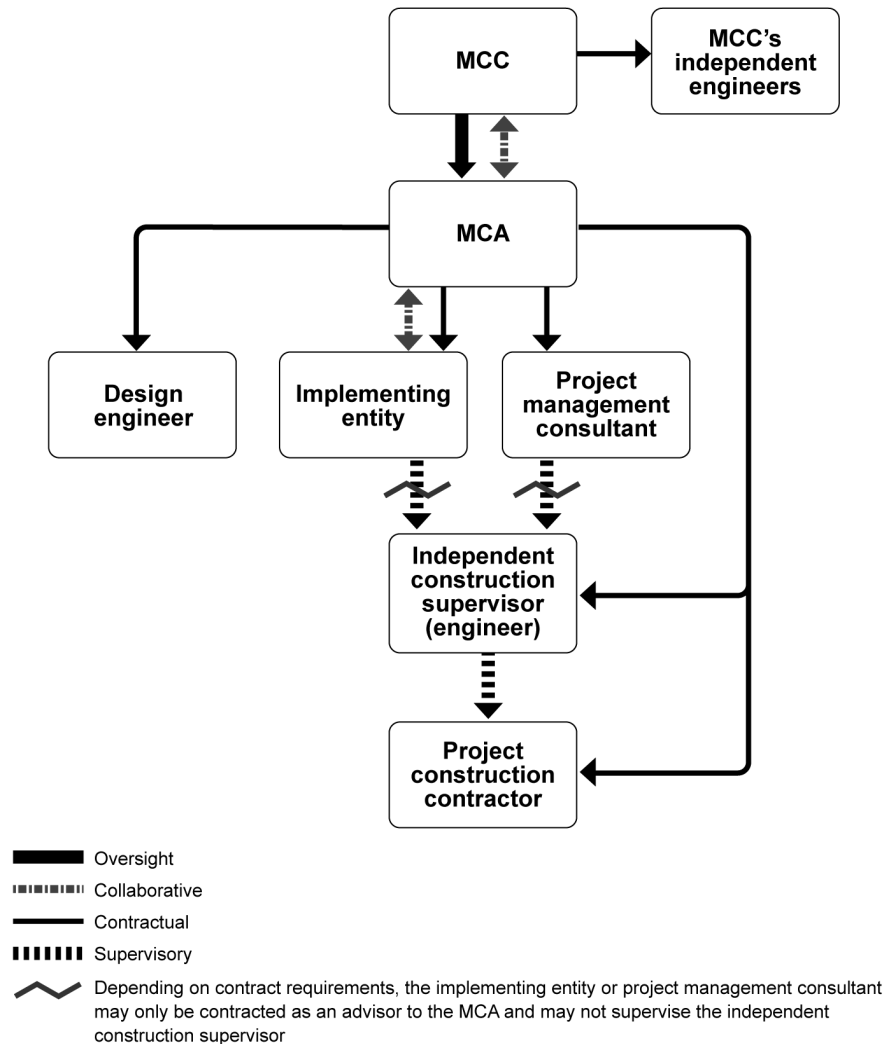 MCC
MCC's
independent
engineers
MCA
Design
engineer
Implementing
entity
Project
management
consultant
Independent
construction
supervisor
(engineer)
Project
construction
contractor
Oversight
Collaborative
Contractual
Supervisory
Depending on contract requirements, the implementing entity or project management consultant
may only be contracted as an advisor to the MCA and may not supervise the independent
construction supervisor